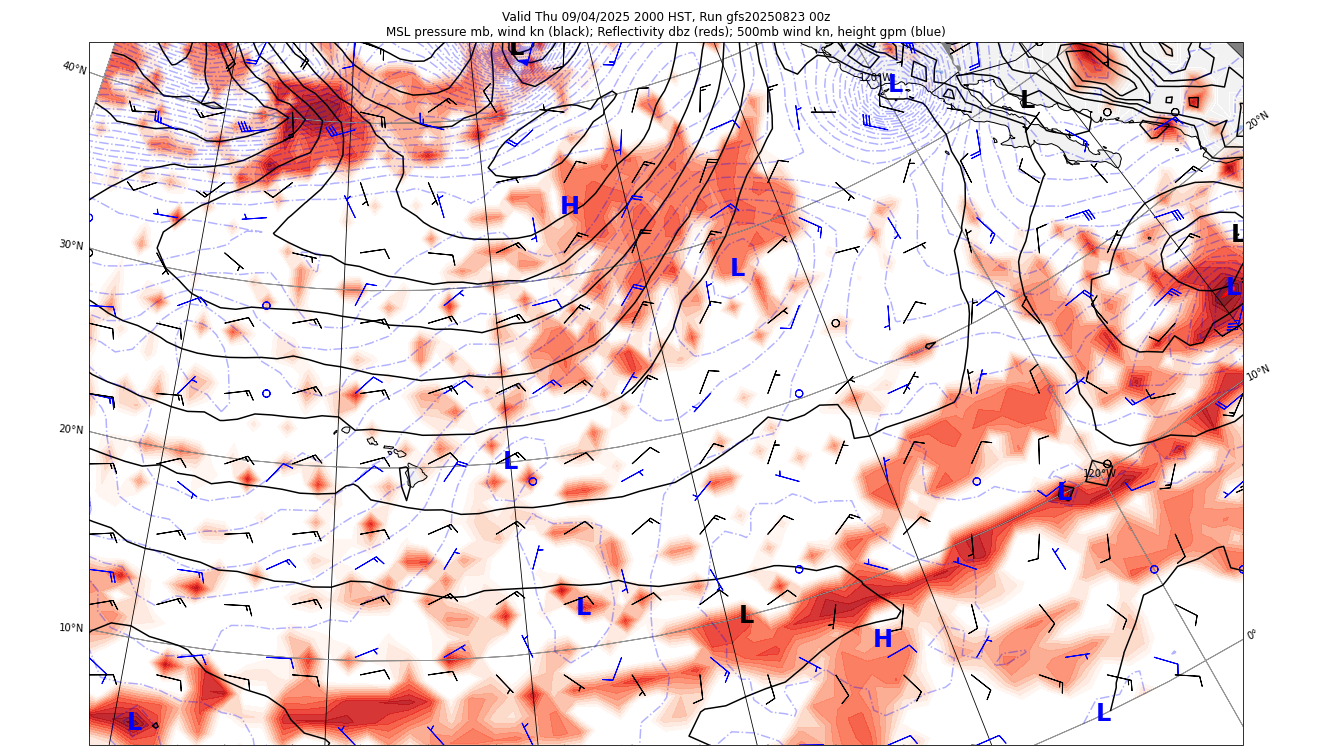 Valid Thu 09/04/2025 2000 HST, Run gfs20250823 00z
MSL pressure mb, wind kn (black); Reflectivity dbz (reds); 500mb wind kn, height gpm (blue)
L
40°N
120°W
L
L
20°N
H
L
30°N
L
L
10°N
20°N
L
120°W
L
L
L
10°N
H
0°
L
L